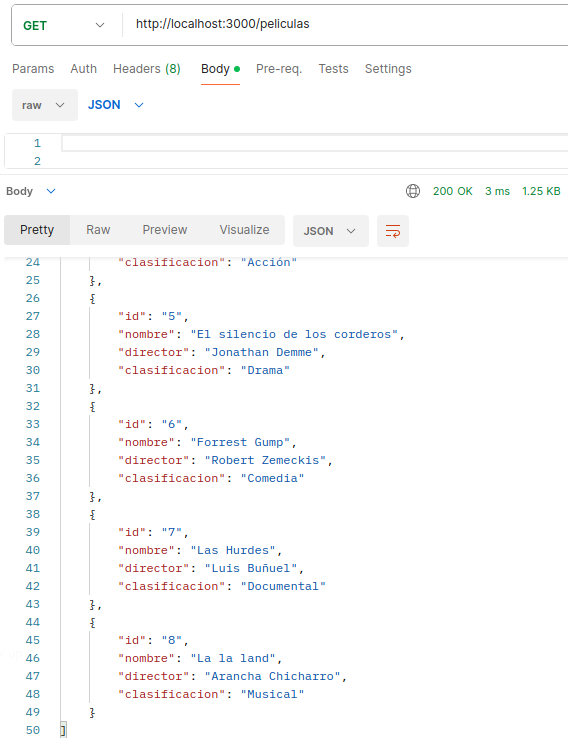 GET http://localhost:3000/peliculas
Params Auth Headers (8) Body Pre-req. Tests Settings
raw JSON
1
2
Body 200 OK 3 ms 1.25 KB
Pretty Raw Preview Visualize JSON
24 "clasificacion": "Acción"
25 },
26 {
27 "id": "5",
28 "nombre": "El silencio de los corderos",
29 "director": "Jonathan Demme",
30 "clasificacion": "Drama"
31 },
32 {
33 "id": "6",
34 "nombre": "Forrest Gump",
35 "director": "Robert Zemeckis",
36 "clasificacion": "Comedia"
37 },
38 {
39 "id": "7",
40 "nombre": "Las Hurdes",
41 "director": "Luis Buñuel",
42 "clasificacion": "Documental"
43 },
44 {
45 "id": "8",
46 "nombre": "La la land",
47 "director": "Arancha Chicharro",
48 "clasificacion": "Musical"
49 }
50 ]